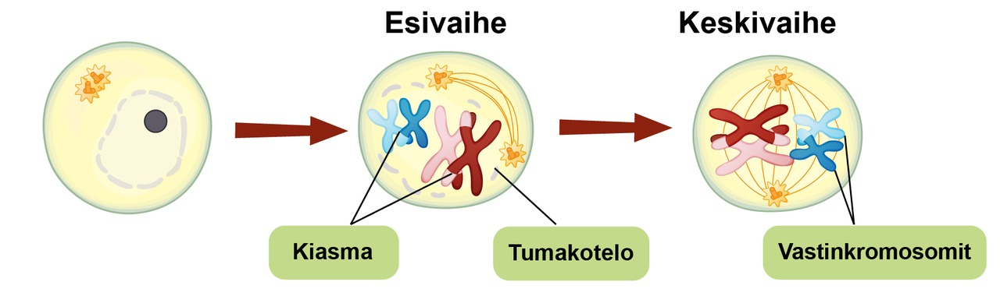 Esivaihe
Keskivaihe
Kiasma
Tumakotelo
Vastinkromosomit